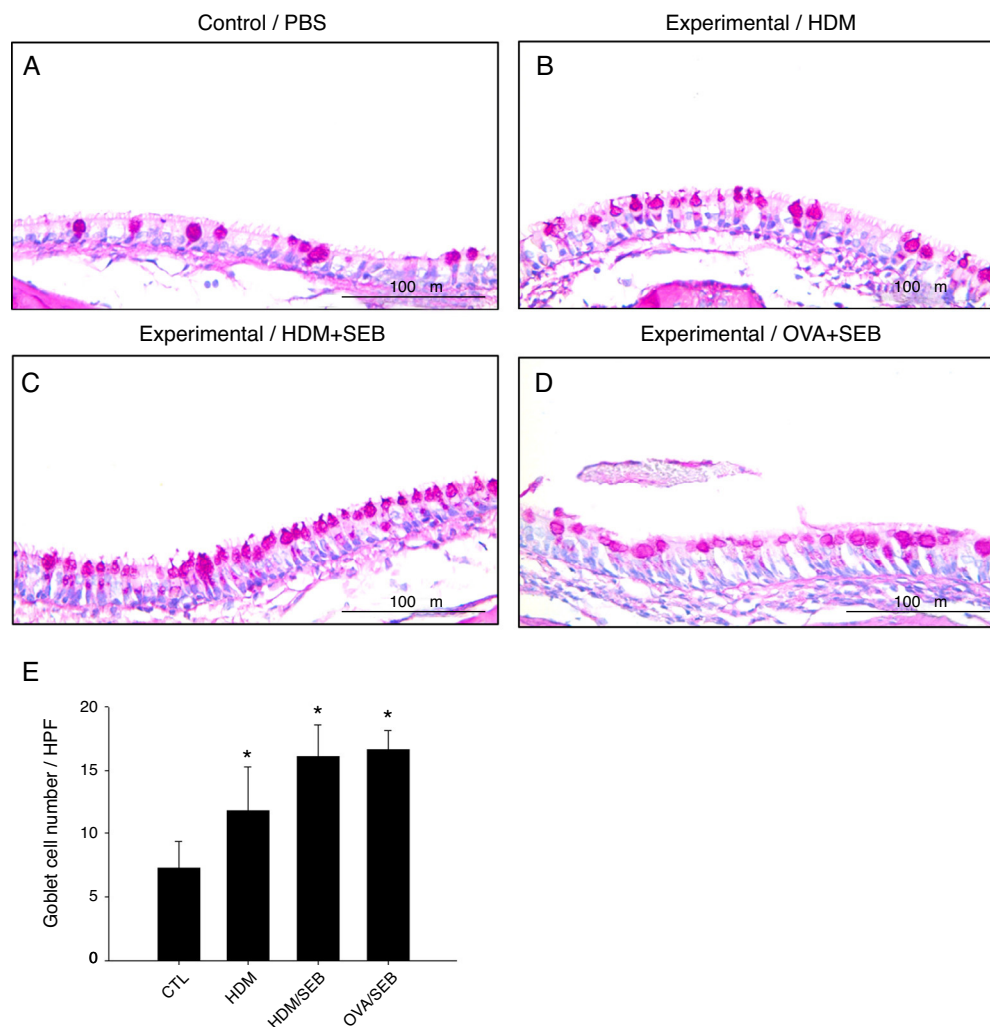 Control / PBS
Experimental / HDM
A
B
100 m
100 m
Experimental / HDM+SEB
Experimental / OVA+SEB
C
D
100 m
100 m
E
Goblet cell number / HPF
20
15
10
5
0
*
*
*
CTL
HDM
HDM/SEB
OVA/SEB